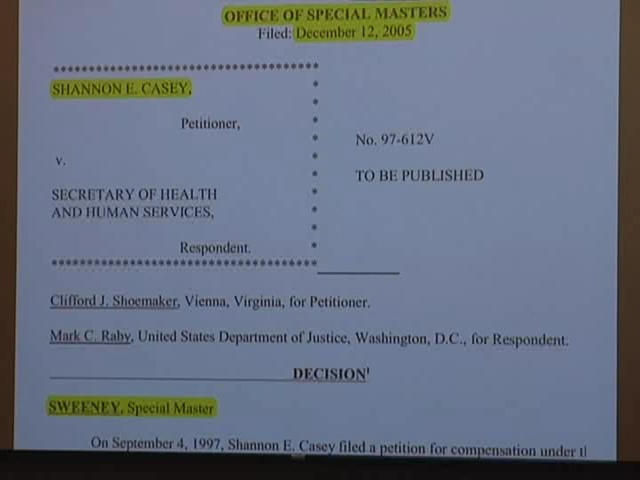 OFFICE OF SPECIAL MASTERS
Filed: December 12, 2005
**************************************
SHANNON E. CASEY, *
*
Petitioner, *
* No. 97-612V
v. *
* TO BE PUBLISHED
SECRETARY OF HEALTH *
AND HUMAN SERVICES, *
*
Respondent. *
**************************************
Clifford J. Shoemaker, Vienna, Virginia, for Petitioner.
Mark C. Raby, United States Department of Justice, Washington, D.C., for Respondent.
DECISION¹
SWEENEY, Special Master
On September 4, 1997, Shannon E. Casey filed a petition for compensation under